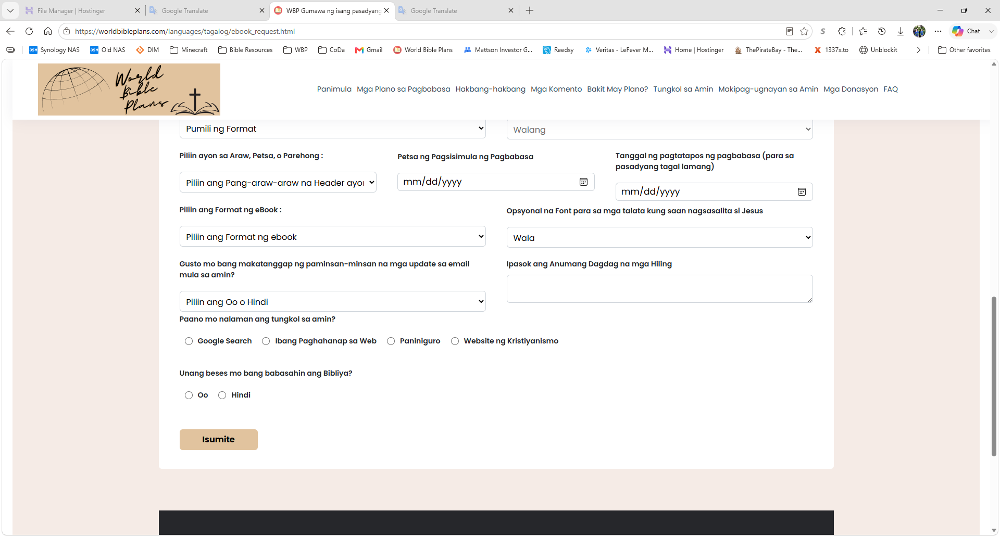 File Manager | Hostinger
Google Translate
WBP Gumawa ng isang pasadyang
Google Translate
https://worldbibleplans.com/languages/tagalog/ebook_request.html
Chat
Synology NAS
Old NAS
DIM
Minecraft
Bible Resources
WBP
CoDa
Gmail
World Bible Plans
Mattson Investor G...
Reedsy
Veritas - LeFever M...
Home | Hostinger
ThePirateBay - The...
1337x.to
Unblockit
Other favorites
World
Bible
Plans
Panimula Mga Plano sa Pagbabasa Hakbang-hakbang Mga Komento Bakit May Plano? Tungkol sa Amin Makipag-ugnayan sa Amin Mga Donasyon FAQ
Pumili ng Format
Walang
Piliin ayon sa Araw, Petsa, o Parehong :
Petsa ng Pagsisimula ng Pagbabasa
Tanggal ng pagtatapos ng pagbabasa (para sa
pasadyang tagal lamang)
Piliin ang Pang-araw-araw na Header ayon
mm/dd/yyyy
mm/dd/yyyy
Piliin ang Format ng eBook :
Opsyonal na Font para sa mga talata kung saan nagsasalita si Jesus
Piliin ang Format ng ebook
Wala
Gusto mo bang makatanggap ng paminsan-minsan na mga update sa email
mula sa amin?
Ipasok ang Anumang Dagdag na mga Hiling
Piliin ang Oo o Hindi
Paano mo nalaman ang tungkol sa amin?
Google Search
Ibang Paghahanap sa Web
Paniniguro
Website ng Kristiyanismo
Unang beses mo bang babasahin ang Bibliya?
Oo
Hindi
Isumite